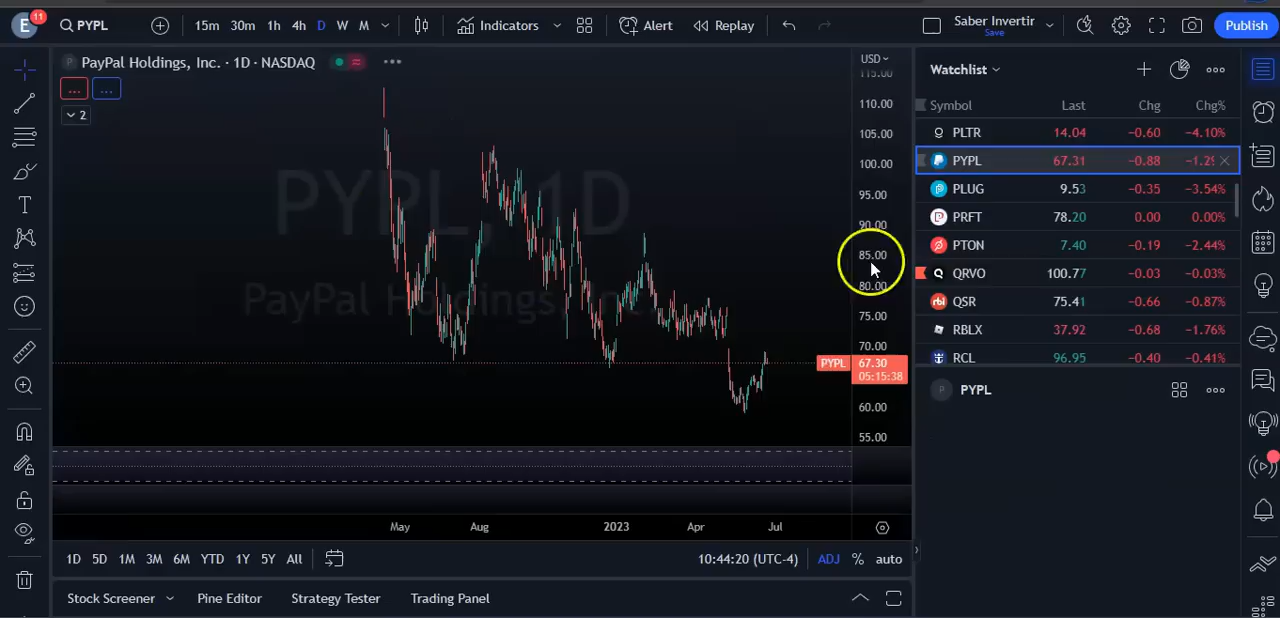 E 11 PYPL 15m 30m 1h 4h D W M Indicators Alert Replay Saber Invertir Save Publish
PayPal Holdings, Inc. · 1D · NASDAQ
USD
... ...
2
115.00
110.00
105.00
100.00
95.00
90.00
85.00
80.00
75.00
70.00
PYPL 67.30
05:15:38
60.00
55.00
PYPL, 1D
PayPal Holdings, Inc.
May Aug 2023 Apr Jul
1D 5D 1M 3M 6M YTD 1Y 5Y All 10:44:20 (UTC-4) ADJ % auto
Stock Screener Pine Editor Strategy Tester Trading Panel
Watchlist
Symbol Last Chg Chg%
PLTR 14.04 −0.60 −4.10%
PYPL 67.31 −0.88 −1.29
PLUG 9.53 −0.35 −3.54%
PRFT 78.20 0.00 0.00%
PTON 7.40 −0.19 −2.44%
QRVO 100.77 −0.03 −0.03%
QSR 75.41 −0.66 −0.87%
RBLX 37.92 −0.68 −1.76%
RCL 96.95 −0.40 −0.41%
P PYPL